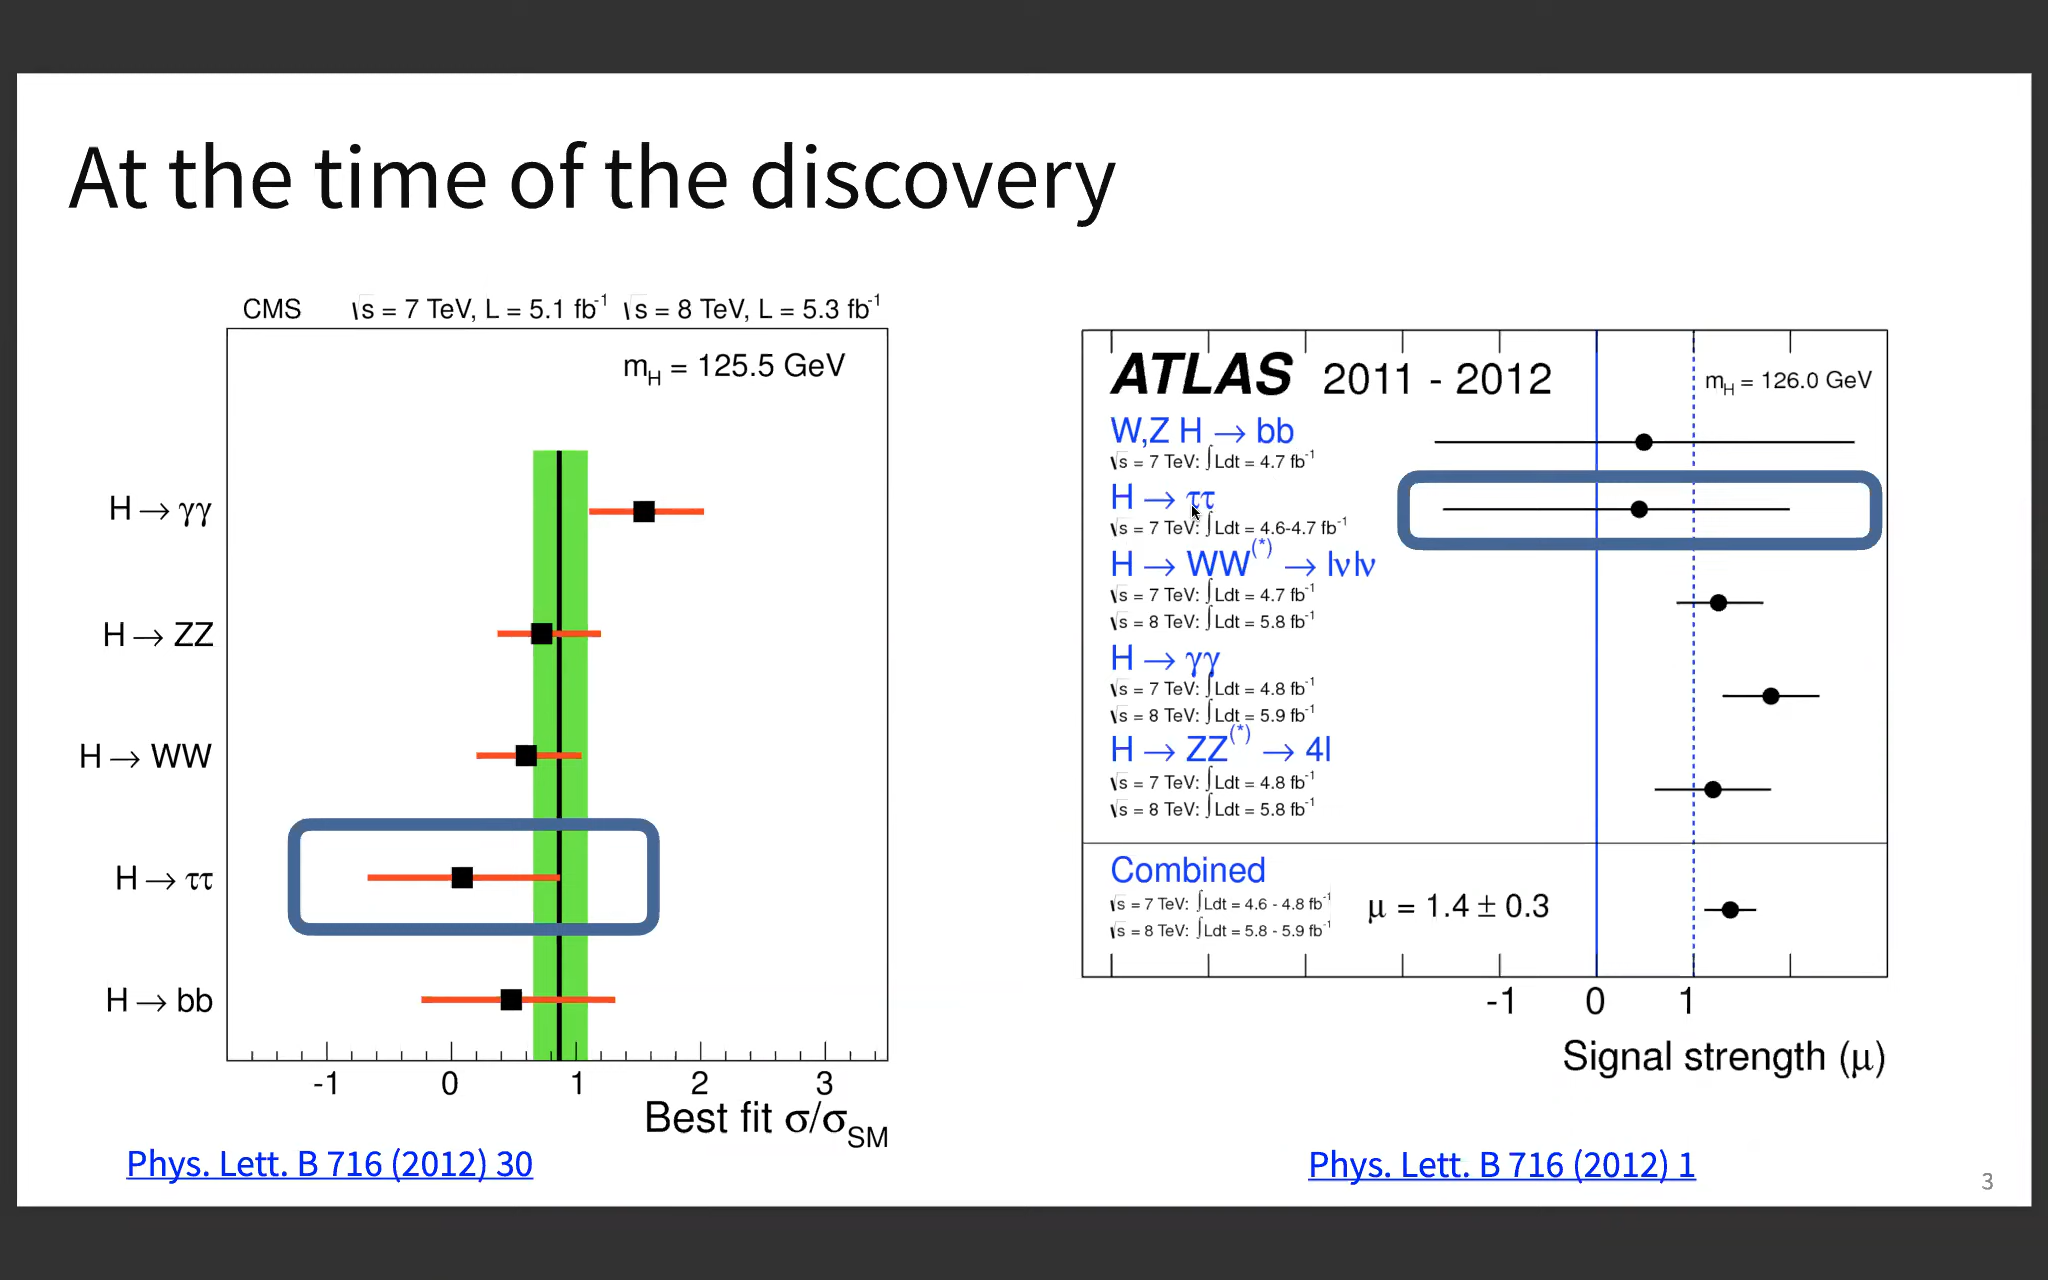 At the time of the discovery
CMS √s = 7 TeV, L = 5.1 fb⁻¹ √s = 8 TeV, L = 5.3 fb⁻¹
m_H = 125.5 GeV
H → γγ
H → ZZ
H → WW
H → ττ
H → bb
-1 0 1 2 3
Best fit σ/σ_SM
Phys. Lett. B 716 (2012) 30
ATLAS 2011 - 2012
m_H = 126.0 GeV
W,Z H → bb
√s = 7 TeV: ∫Ldt = 4.7 fb⁻¹
H → ττ
√s = 7 TeV: ∫Ldt = 4.6-4.7 fb⁻¹
H → WW⁽*⁾ → lνlν
√s = 7 TeV: ∫Ldt = 4.7 fb⁻¹
√s = 8 TeV: ∫Ldt = 5.8 fb⁻¹
H → γγ
√s = 7 TeV: ∫Ldt = 4.8 fb⁻¹
√s = 8 TeV: ∫Ldt = 5.9 fb⁻¹
H → ZZ⁽*⁾ → 4l
√s = 7 TeV: ∫Ldt = 4.8 fb⁻¹
√s = 8 TeV: ∫Ldt = 5.8 fb⁻¹
Combined
√s = 7 TeV: ∫Ldt = 4.6 - 4.8 fb⁻¹
√s = 8 TeV: ∫Ldt = 5.8 - 5.9 fb⁻¹
μ = 1.4 ± 0.3
-1 0 1
Signal strength (μ)
Phys. Lett. B 716 (2012) 1
3